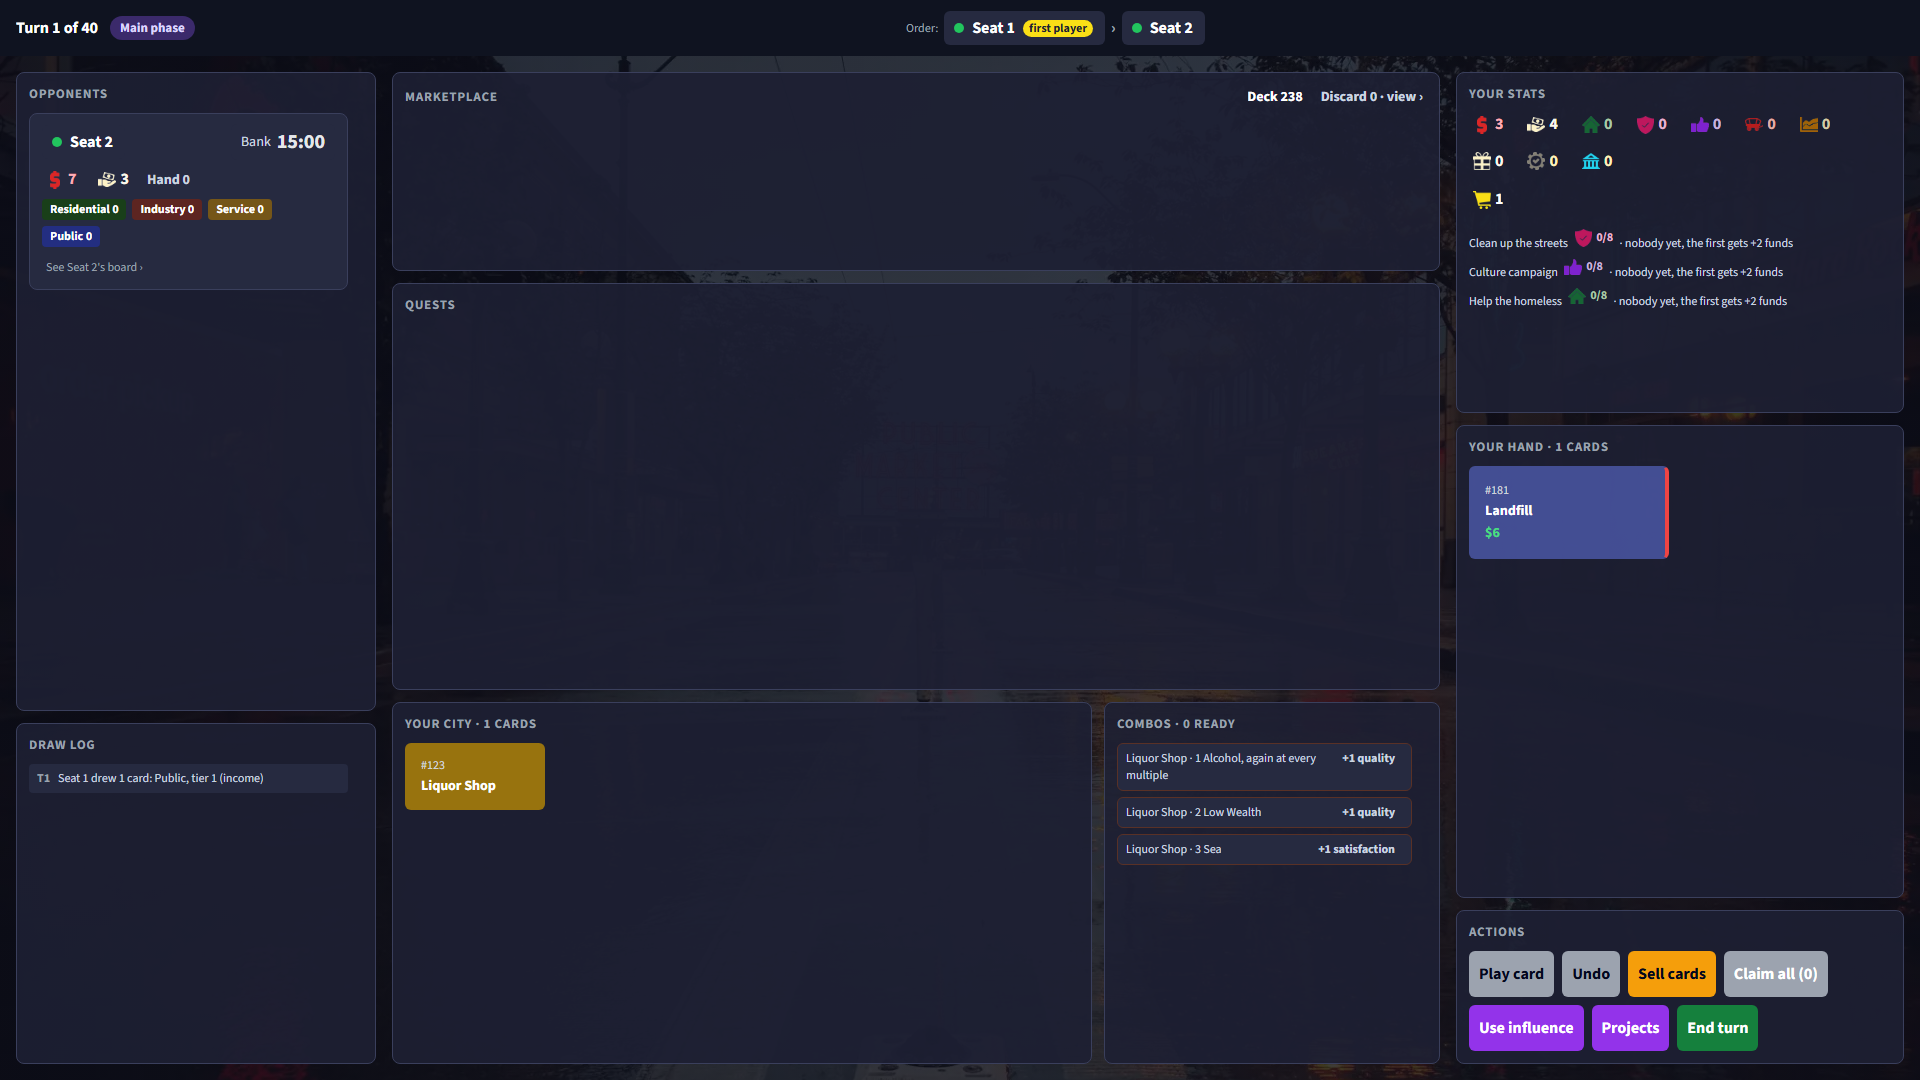 Turn 1 of 40
Main phase
Order:
Seat 1
first player
›
Seat 2
OPPONENTS
Seat 2
Bank 15:00
7
3
Hand 0
Residential 0
Industry 0
Service 0
Public 0
See Seat 2's board ›
DRAW LOG
T1 Seat 1 drew 1 card: Public, tier 1 (income)
MARKETPLACE
Deck 238
Discard 0 · view ›
QUESTS
YOUR CITY · 1 CARDS
#123
Liquor Shop
COMBOS · 0 READY
Liquor Shop · 1 Alcohol, again at every multiple
+1 quality
Liquor Shop · 2 Low Wealth
+1 quality
Liquor Shop · 3 Sea
+1 satisfaction
YOUR STATS
3
4
0
0
0
0
0
0
0
0
1
Clean up the streets 0/8 · nobody yet, the first gets +2 funds
Culture campaign 0/8 · nobody yet, the first gets +2 funds
Help the homeless 0/8 · nobody yet, the first gets +2 funds
YOUR HAND · 1 CARDS
#181
Landfill
$6
ACTIONS
Play card
Undo
Sell cards
Claim all (0)
Use influence
Projects
End turn